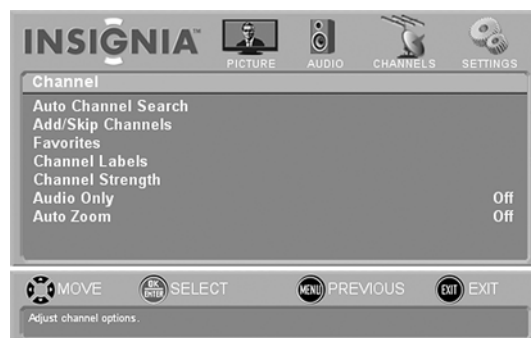 INSIGNIA™
PICTURE AUDIO CHANNELS SETTINGS
Channel
Auto Channel Search
Add/Skip Channels
Favorites
Channel Labels
Channel Strength
Audio Only Off
Auto Zoom Off
MOVE OK ENTER SELECT MENU PREVIOUS EXIT EXIT
Adjust channel options.